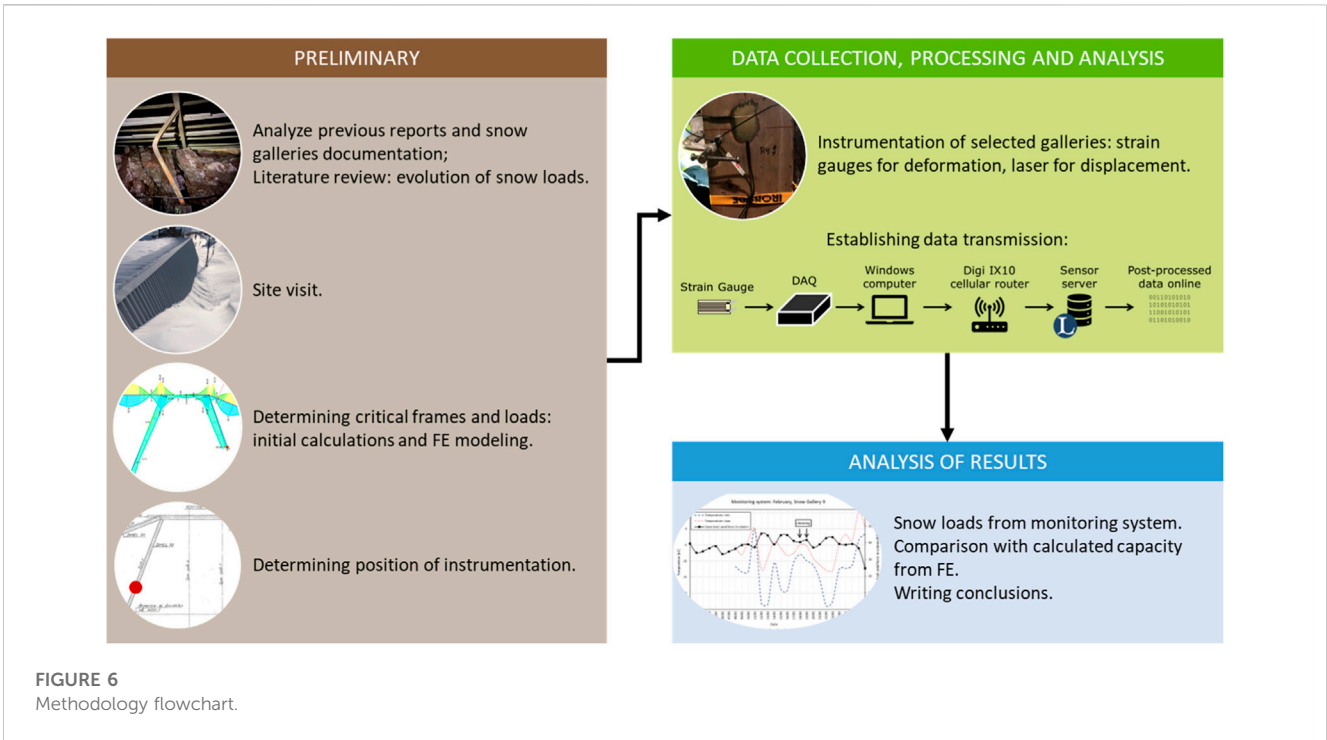 PRELIMINARY
Analyze previous reports and snow
galleries documentation;
Literature review: evolution of snow loads.
Site visit.
Determining critical frames and loads:
initial calculations and FE modeling.
Determining position of instrumentation.
DATA COLLECTION, PROCESSING AND ANALYSIS
Instrumentation of selected galleries: strain
gauges for deformation, laser for displacement.
Establishing data transmission:
Strain Gauge
DAQ
Windows
computer
Digi IX10
cellular router
Sensor
server
L
Post-processed
data online
00110101010
10101010101
11001010101
01101010010
ANALYSIS OF RESULTS
Monitoring system: February, Snow Gallery 9
Snow loads from monitoring system.
Comparison with calculated capacity
from FE.
Writing conclusions.
FIGURE 6
Methodology flowchart.